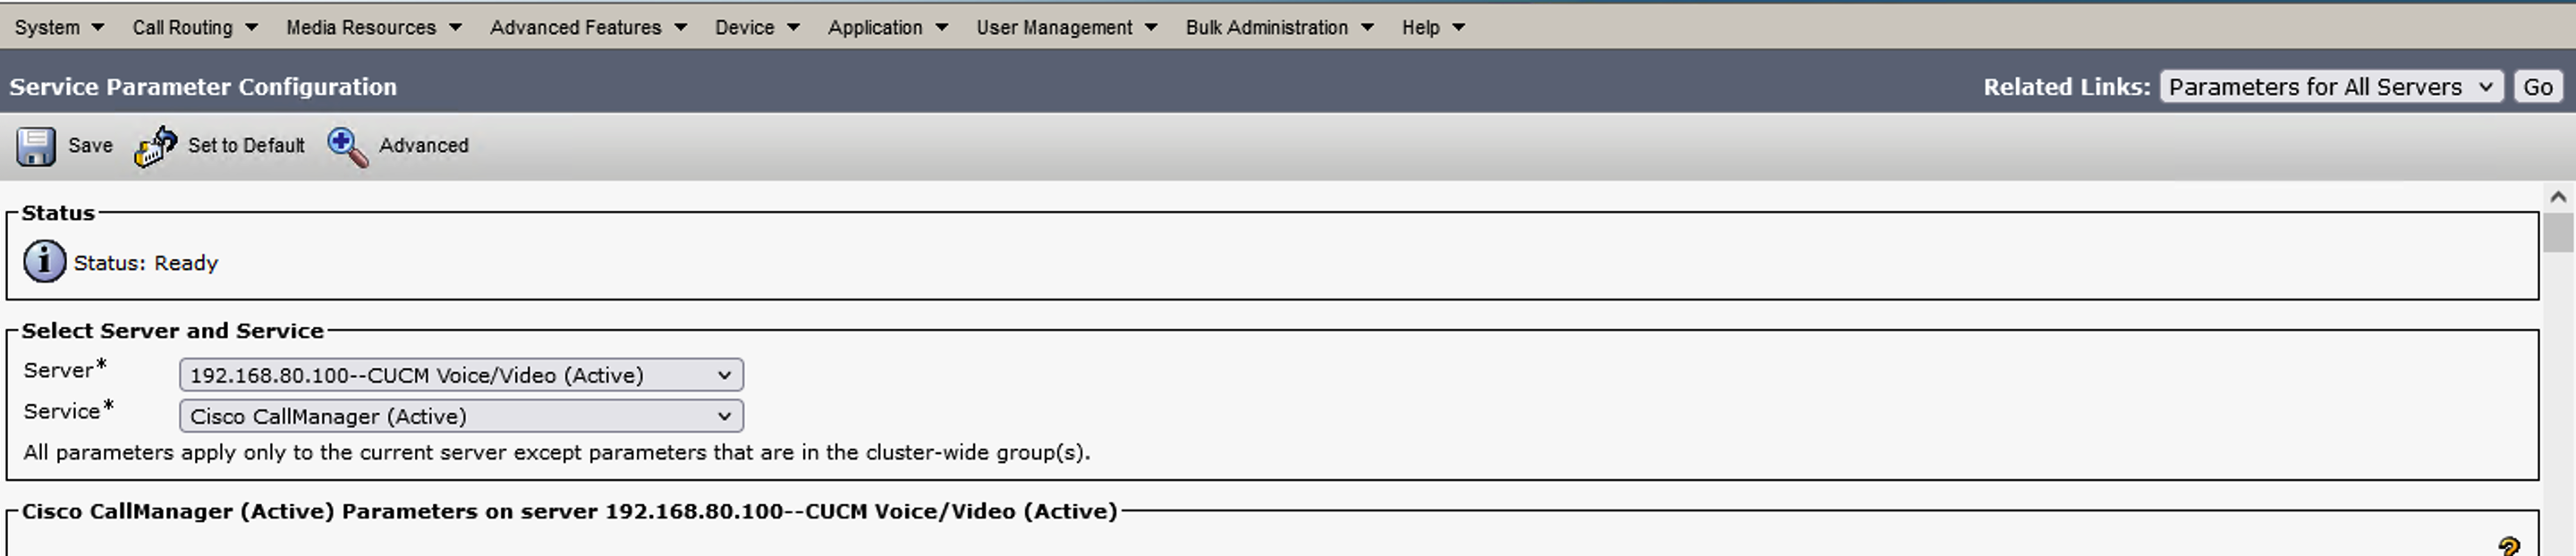 System Call Routing Media Resources Advanced Features Device Application User Management Bulk Administration Help
Service Parameter Configuration Related Links: Parameters for All Servers Go
Save Set to Default Advanced
Status
Status: Ready
Select Server and Service
Server* 192.168.80.100--CUCM Voice/Video (Active)
Service* Cisco CallManager (Active)
All parameters apply only to the current server except parameters that are in the cluster-wide group(s).
Cisco CallManager (Active) Parameters on server 192.168.80.100--CUCM Voice/Video (Active)
?